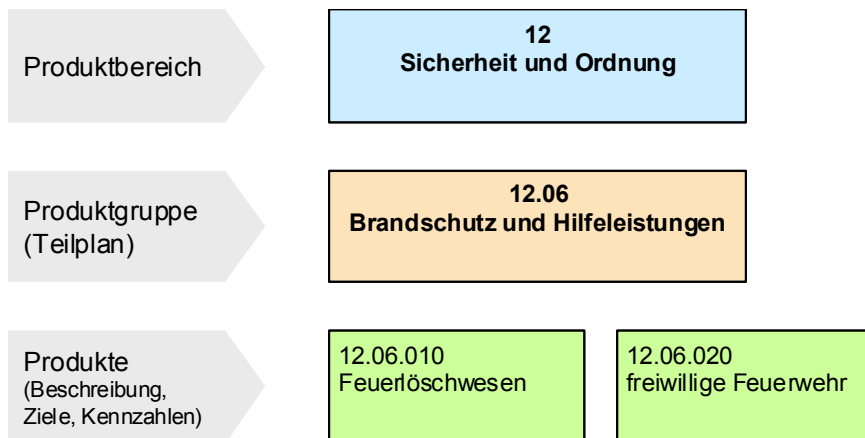 Produktbereich
12
Sicherheit und Ordnung
Produktgruppe
(Teilplan)
12.06
Brandschutz und Hilfeleistungen
Produkte
(Beschreibung,
Ziele, Kennzahlen)
12.06.010
Feuerlöschwesen
12.06.020
freiwillige Feuerwehr